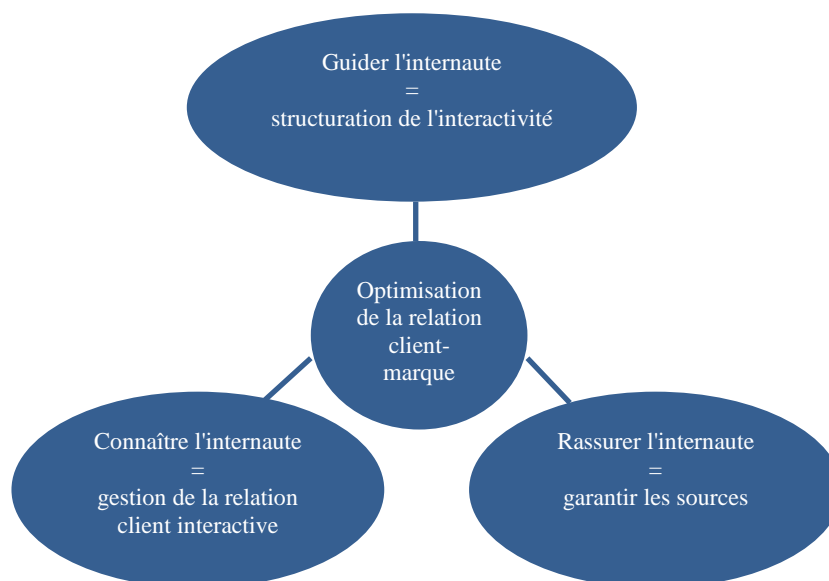 Guider l'internaute
=
structuration de l'interactivité
Optimisation
de la relation
client-
marque
Connaître l'internaute
=
gestion de la relation
client interactive
Rassurer l'internaute
=
garantir les sources